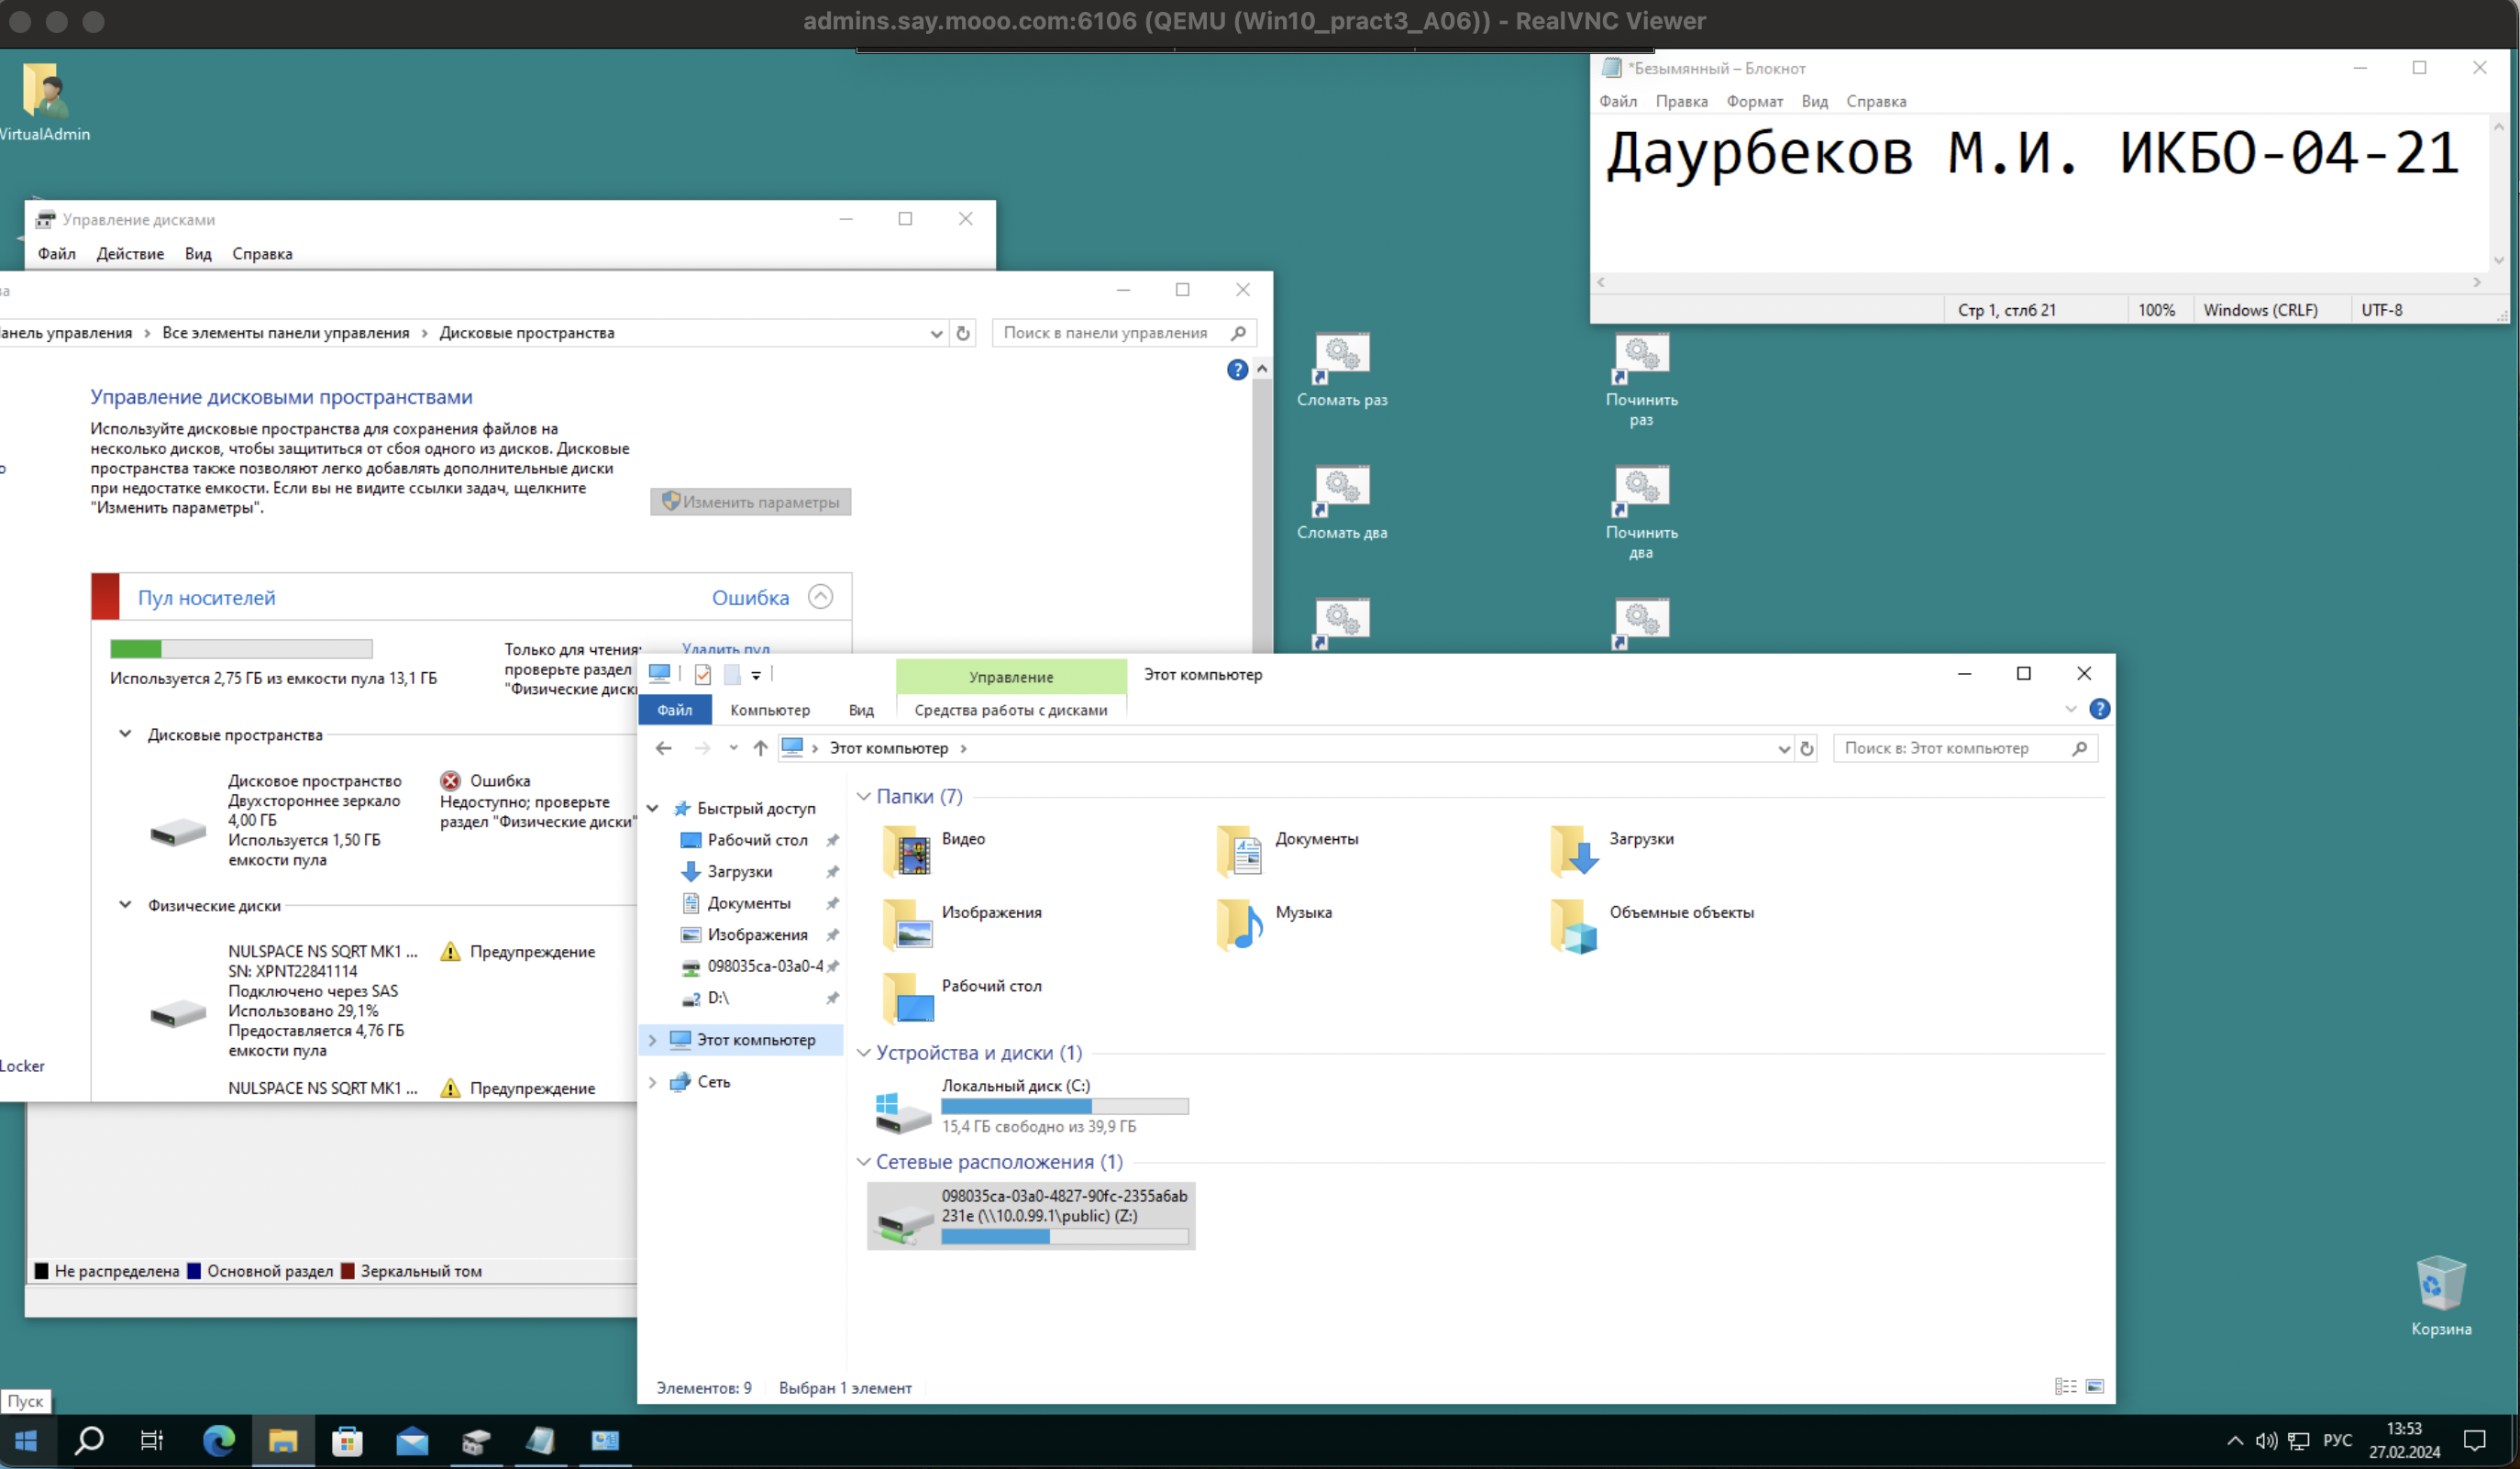 admins.say.mooo.com:6106 (QEMU (Win10_pract3_A06)) - RealVNC Viewer
VirtualAdmin
*Безымянный – Блокнот
Файл Правка Формат Вид Справка
Даурбеков М.И. ИКБО-04-21
Стр 1, стлб 21 100% Windows (CRLF) UTF-8
Управление дисками
Файл Действие Вид Справка
Панель управления › Все элементы панели управления › Дисковые пространства
Поиск в панели управления
Управление дисковыми пространствами
Используйте дисковые пространства для сохранения файлов на
несколько дисков, чтобы защититься от сбоя одного из дисков. Дисковые
пространства также позволяют легко добавлять дополнительные диски
при недостатке емкости. Если вы не видите ссылки задач, щелкните
"Изменить параметры".
Изменить параметры
Пул носителей
Ошибка
Используется 2,75 ГБ из емкости пула 13,1 ГБ
Только для чтения;
проверьте раздел
"Физические диски
Удалить пул
Дисковые пространства
Дисковое пространство
Двухстороннее зеркало
4,00 ГБ
Используется 1,50 ГБ
емкости пула
Ошибка
Недоступно; проверьте
раздел "Физические диски"
Физические диски
NULSPACE NS SQRT MK1 ...
SN: XPNT22841114
Подключено через SAS
Использовано 29,1%
Предоставляется 4,76 ГБ
емкости пула
Предупреждение
NULSPACE NS SQRT MK1 ...
Предупреждение
Locker
Не распределена Основной раздел Зеркальный том
Сломать раз
Починить
раз
Сломать два
Починить
два
Управление
Этот компьютер
Файл Компьютер Вид Средства работы с дисками
Этот компьютер
Поиск в: Этот компьютер
Быстрый доступ
Рабочий стол
Загрузки
Документы
Изображения
098035ca-03a0-4
D:\
Этот компьютер
Сеть
Папки (7)
Видео
Документы
Загрузки
Изображения
Музыка
Объемные объекты
Рабочий стол
Устройства и диски (1)
Локальный диск (C:)
15,4 ГБ свободно из 39,9 ГБ
Сетевые расположения (1)
098035ca-03a0-4827-90fc-2355a6ab
231e (\\10.0.99.1\public) (Z:)
Элементов: 9 Выбран 1 элемент
Корзина
Пуск
РУС
13:53
27.02.2024